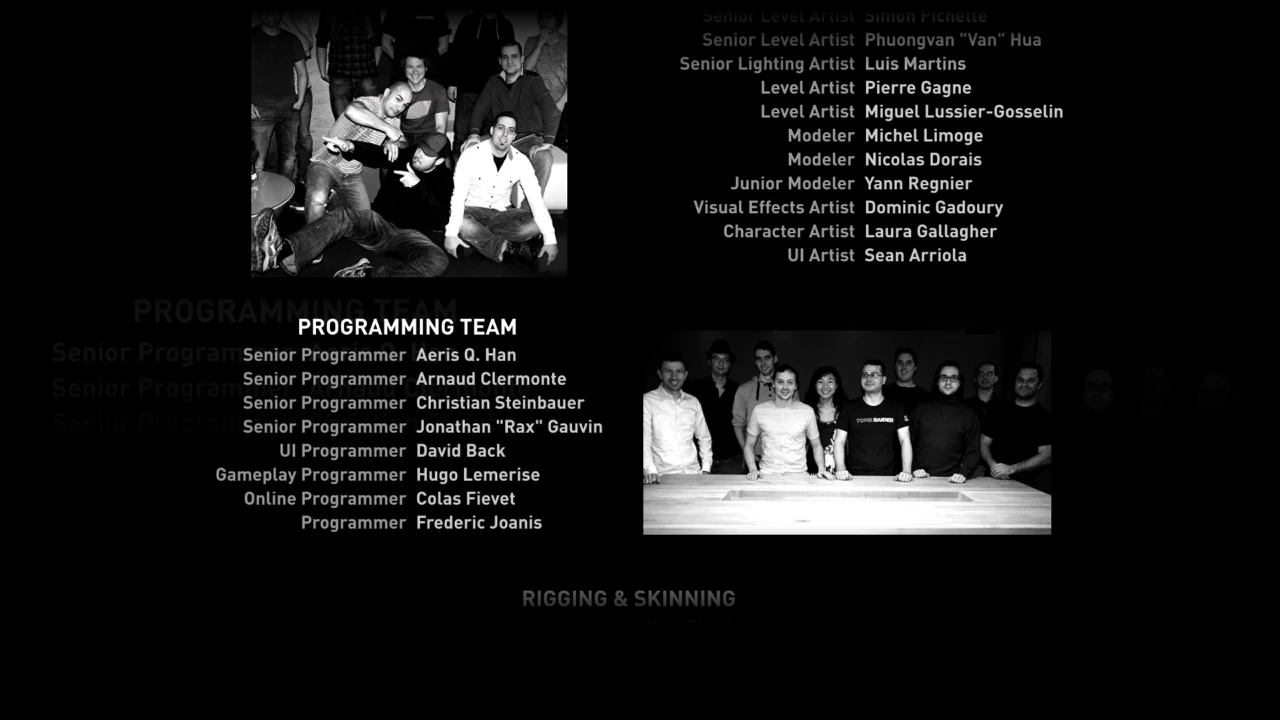 Senior Level Artist Simon Pichette
Senior Level Artist Phuongvan "Van" Hua
Senior Lighting Artist Luis Martins
Level Artist Pierre Gagne
Level Artist Miguel Lussier-Gosselin
Modeler Michel Limoge
Modeler Nicolas Dorais
Junior Modeler Yann Regnier
Visual Effects Artist Dominic Gadoury
Character Artist Laura Gallagher
UI Artist Sean Arriola
PROGRAMMING TEAM
Senior Programmer Aeris Q. Han
Senior Programmer Arnaud Clermonte
Senior Programmer Christian Steinbauer
Senior Programmer Jonathan "Rax" Gauvin
UI Programmer David Back
Gameplay Programmer Hugo Lemerise
Online Programmer Colas Fievet
Programmer Frederic Joanis
TOMB RAIDER
RIGGING & SKINNING